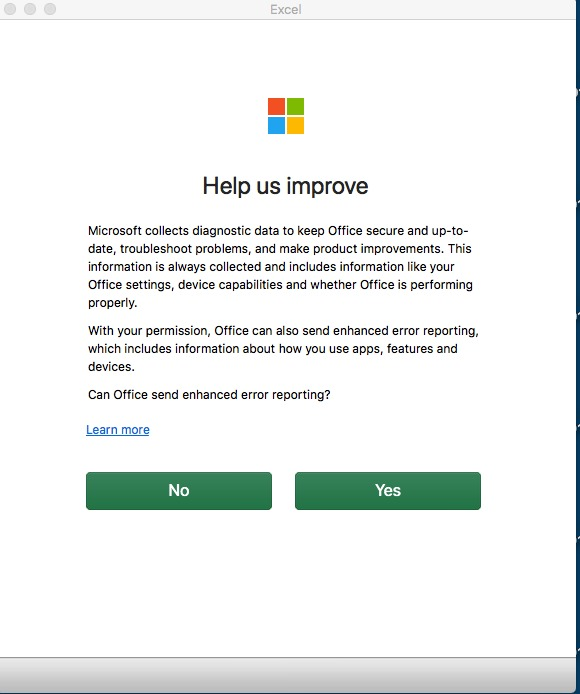 Excel
Help us improve
Microsoft collects diagnostic data to keep Office secure and up-to-
date, troubleshoot problems, and make product improvements. This
information is always collected and includes information like your
Office settings, device capabilities and whether Office is performing
properly.
With your permission, Office can also send enhanced error reporting,
which includes information about how you use apps, features and
devices.
Can Office send enhanced error reporting?
Learn more
No
Yes